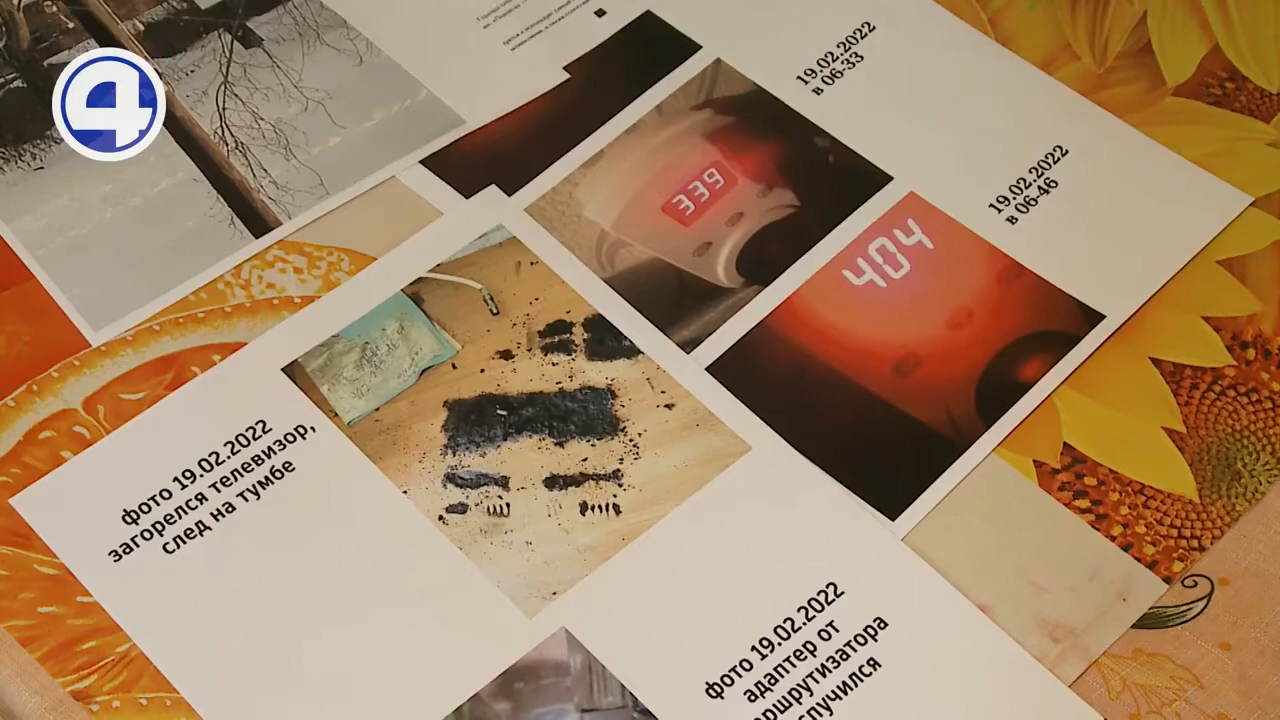 4
19.02.2022
в 06-33
339
19.02.2022
в 06-46
404
фото 19.02.2022
загорелся телевизор,
след на тумбе
фото 19.02.2022
адаптер от